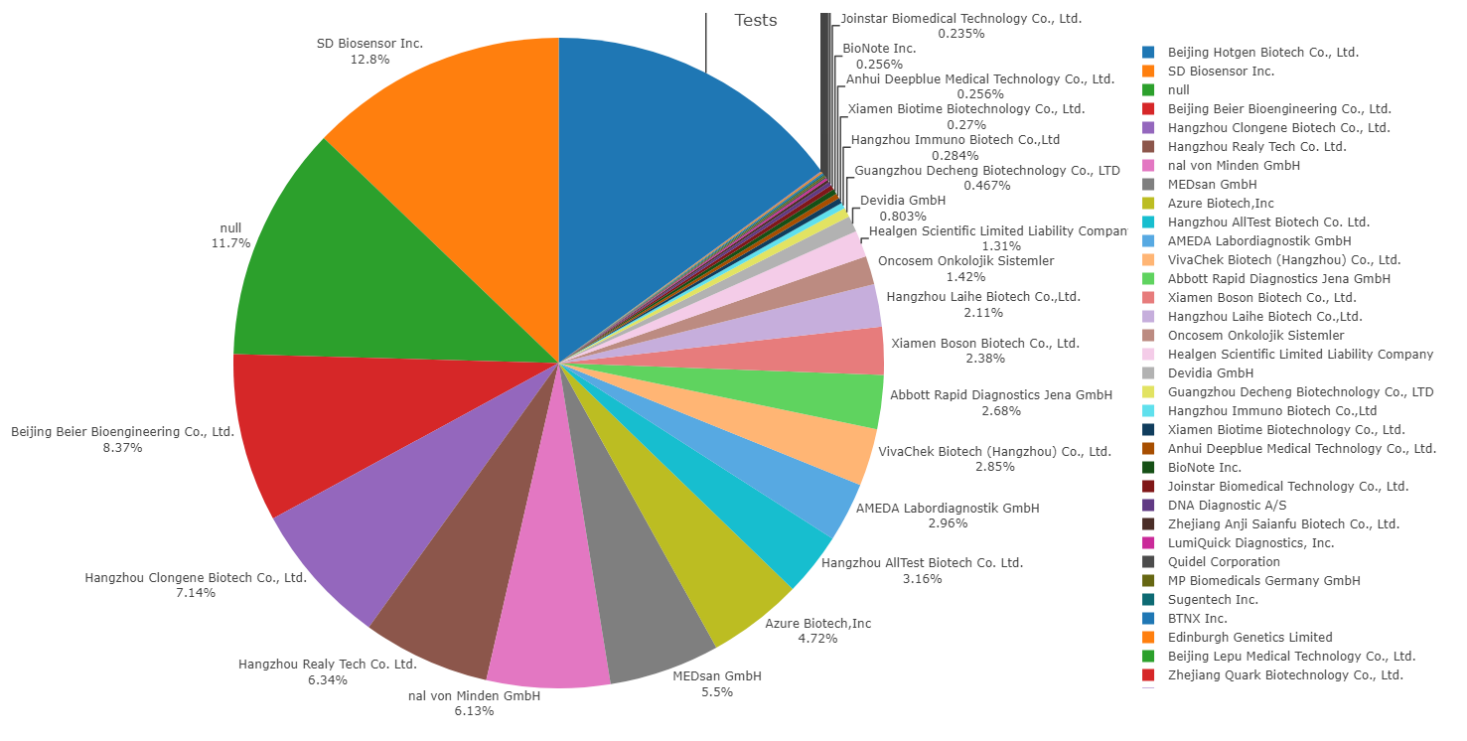 Tests
Joinstar Biomedical Technology Co., Ltd.
0.235%
BioNote Inc.
0.256%
Anhui Deepblue Medical Technology Co., Ltd.
0.256%
Xiamen Biotime Biotechnology Co., Ltd.
0.27%
Hangzhou Immuno Biotech Co.,Ltd
0.284%
Guangzhou Decheng Biotechnology Co., LTD
0.467%
Devidia GmbH
0.803%
Healgen Scientific Limited Liability Company
1.31%
Oncosem Onkolojik Sistemler
1.42%
Hangzhou Laihe Biotech Co.,Ltd.
2.11%
Xiamen Boson Biotech Co., Ltd.
2.38%
Abbott Rapid Diagnostics Jena GmbH
2.68%
VivaChek Biotech (Hangzhou) Co., Ltd.
2.85%
AMEDA Labordiagnostik GmbH
2.96%
Hangzhou AllTest Biotech Co. Ltd.
3.16%
Azure Biotech,Inc
4.72%
MEDsan GmbH
5.5%
nal von Minden GmbH
6.13%
Hangzhou Realy Tech Co. Ltd.
6.34%
Hangzhou Clongene Biotech Co., Ltd.
7.14%
Beijing Beier Bioengineering Co., Ltd.
8.37%
null
11.7%
SD Biosensor Inc.
12.8%
Beijing Hotgen Biotech Co., Ltd.
SD Biosensor Inc.
null
Beijing Beier Bioengineering Co., Ltd.
Hangzhou Clongene Biotech Co., Ltd.
Hangzhou Realy Tech Co. Ltd.
nal von Minden GmbH
MEDsan GmbH
Azure Biotech,Inc
Hangzhou AllTest Biotech Co. Ltd.
AMEDA Labordiagnostik GmbH
VivaChek Biotech (Hangzhou) Co., Ltd.
Abbott Rapid Diagnostics Jena GmbH
Xiamen Boson Biotech Co., Ltd.
Hangzhou Laihe Biotech Co.,Ltd.
Oncosem Onkolojik Sistemler
Healgen Scientific Limited Liability Company
Devidia GmbH
Guangzhou Decheng Biotechnology Co., LTD
Hangzhou Immuno Biotech Co.,Ltd
Xiamen Biotime Biotechnology Co., Ltd.
Anhui Deepblue Medical Technology Co., Ltd.
BioNote Inc.
Joinstar Biomedical Technology Co., Ltd.
DNA Diagnostic A/S
Zhejiang Anji Saianfu Biotech Co., Ltd.
LumiQuick Diagnostics, Inc.
Quidel Corporation
MP Biomedicals Germany GmbH
Sugentech Inc.
BTNX Inc.
Edinburgh Genetics Limited
Beijing Lepu Medical Technology Co., Ltd.
Zhejiang Quark Biotechnology Co., Ltd.